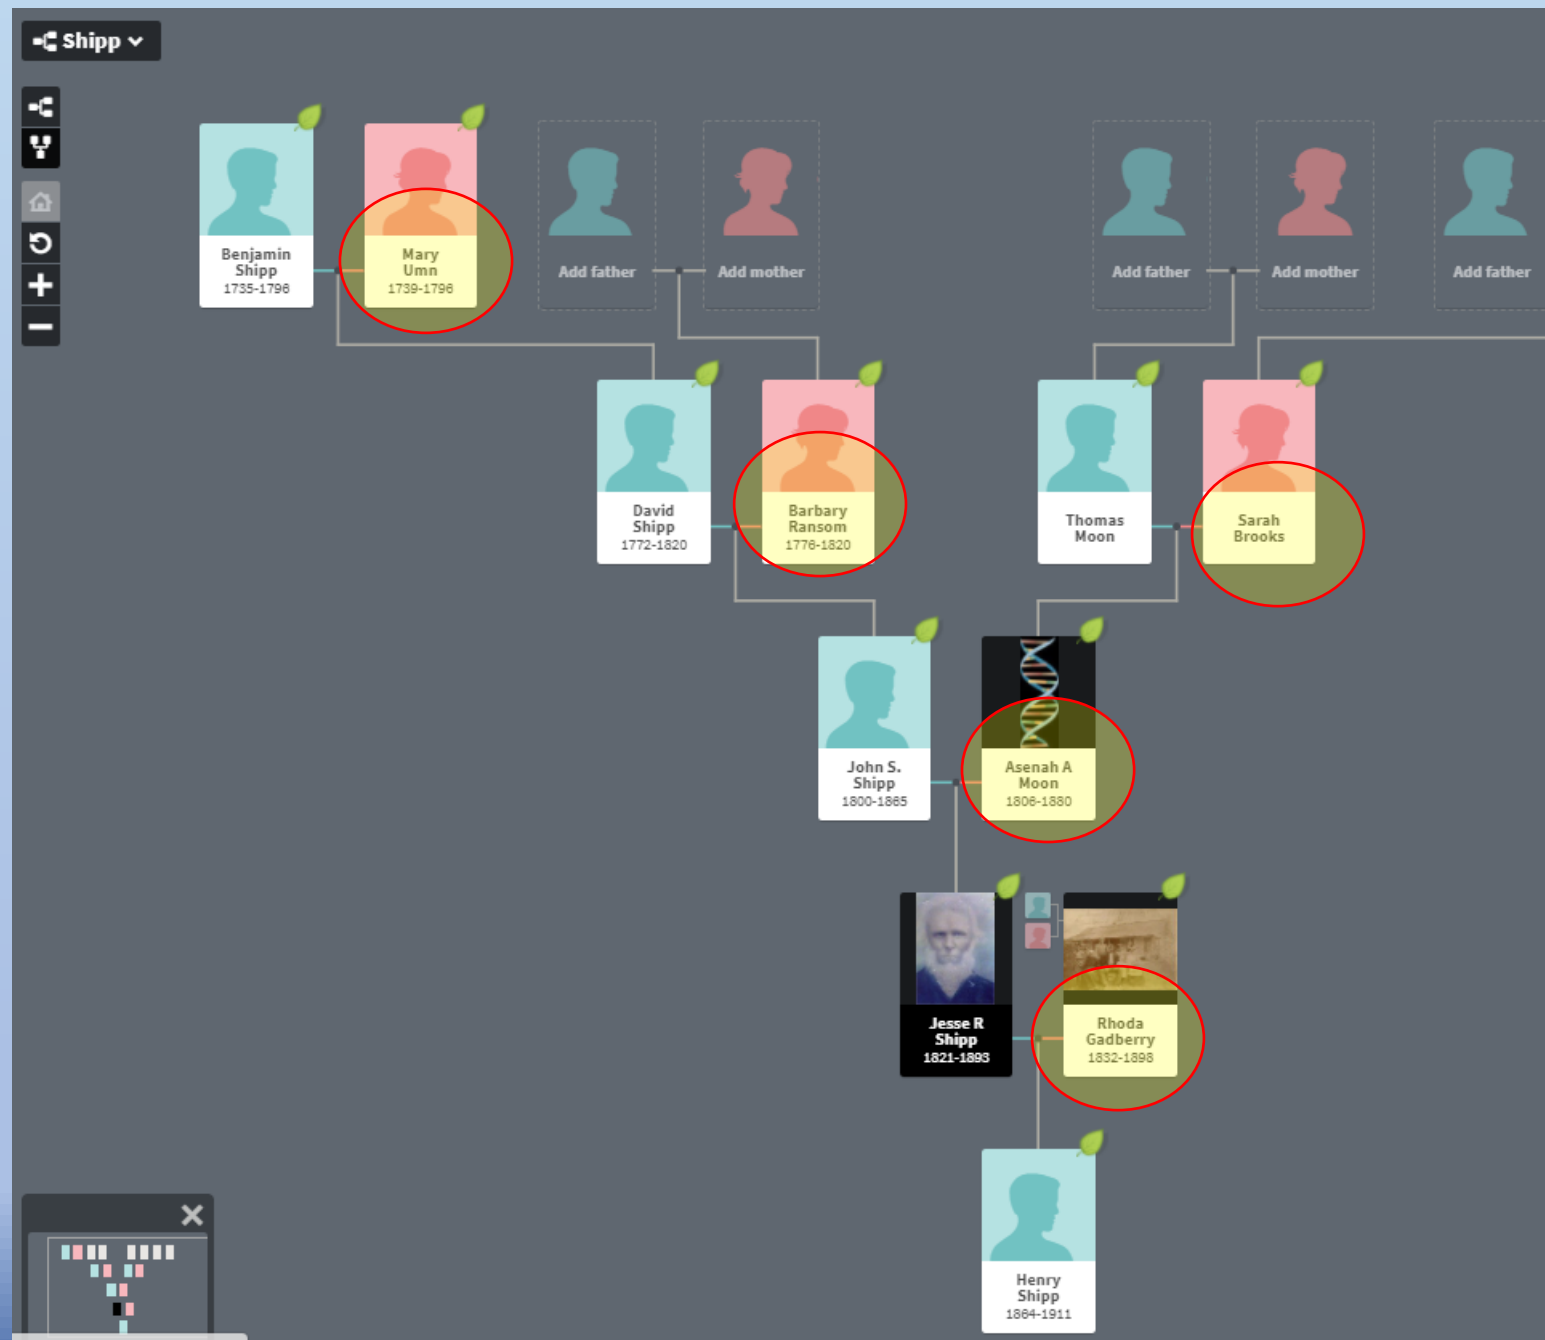 Shipp
Benjamin
Shipp
1735-1796
Mary
Umn
1739-1796
Add father
Add mother
Add father
Add mother
Add father
David
Shipp
1772-1820
Barbary
Ransom
1776-1820
Thomas
Moon
Sarah
Brooks
John S.
Shipp
1800-1865
Asenah A
Moon
1806-1880
Jesse R
Shipp
1821-1893
Rhoda
Gadberry
1832-1898
Henry
Shipp
1864-1911